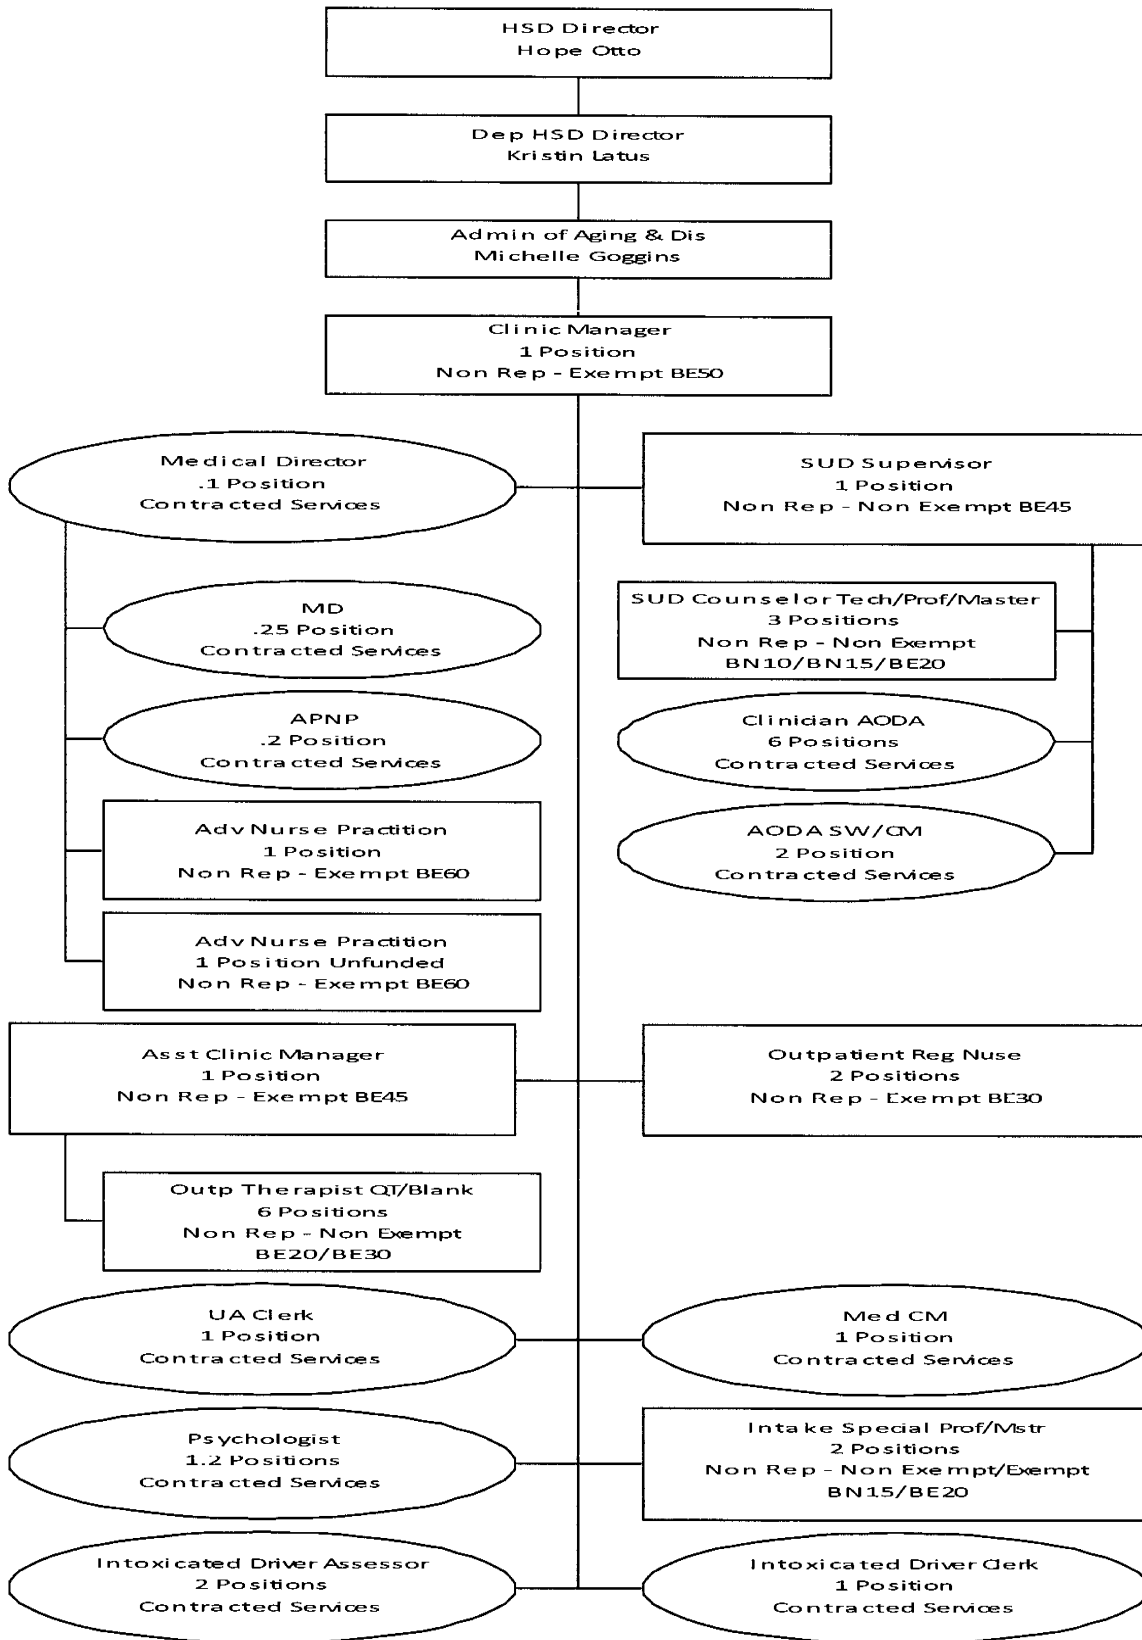 HSD Director
Hope Otto
Dep HSD Director
Kristin Latus
Admin of Aging & Dis
Michelle Goggins
Clinic Manager
1 Position
Non Rep - Exempt BE50
Medical Director
.1 Position
Contracted Services
SUD Supervisor
1 Position
Non Rep - Non Exempt BE45
MD
.25 Position
Contracted Services
SUD Counselor Tech/Prof/Master
3 Positions
Non Rep - Non Exempt
BN10/BN15/BE20
APNP
.2 Position
Contracted Services
Clinician AODA
6 Positions
Contracted Services
Adv Nurse Practition
1 Position
Non Rep - Exempt BE60
AODA SW/CM
2 Position
Contracted Services
Adv Nurse Practition
1 Position Unfunded
Non Rep - Exempt BE60
Asst Clinic Manager
1 Position
Non Rep - Exempt BE45
Outpatient Reg Nuse
2 Positions
Non Rep - Exempt BE30
Outp Therapist QT/Blank
6 Positions
Non Rep - Non Exempt
BE20/BE30
UA Clerk
1 Position
Contracted Services
Med CM
1 Position
Contracted Services
Psychologist
1.2 Positions
Contracted Services
Intake Special Prof/Mstr
2 Positions
Non Rep - Non Exempt/Exempt
BN15/BE20
Intoxicated Driver Assessor
2 Positions
Contracted Services
Intoxicated Driver Clerk
1 Position
Contracted Services